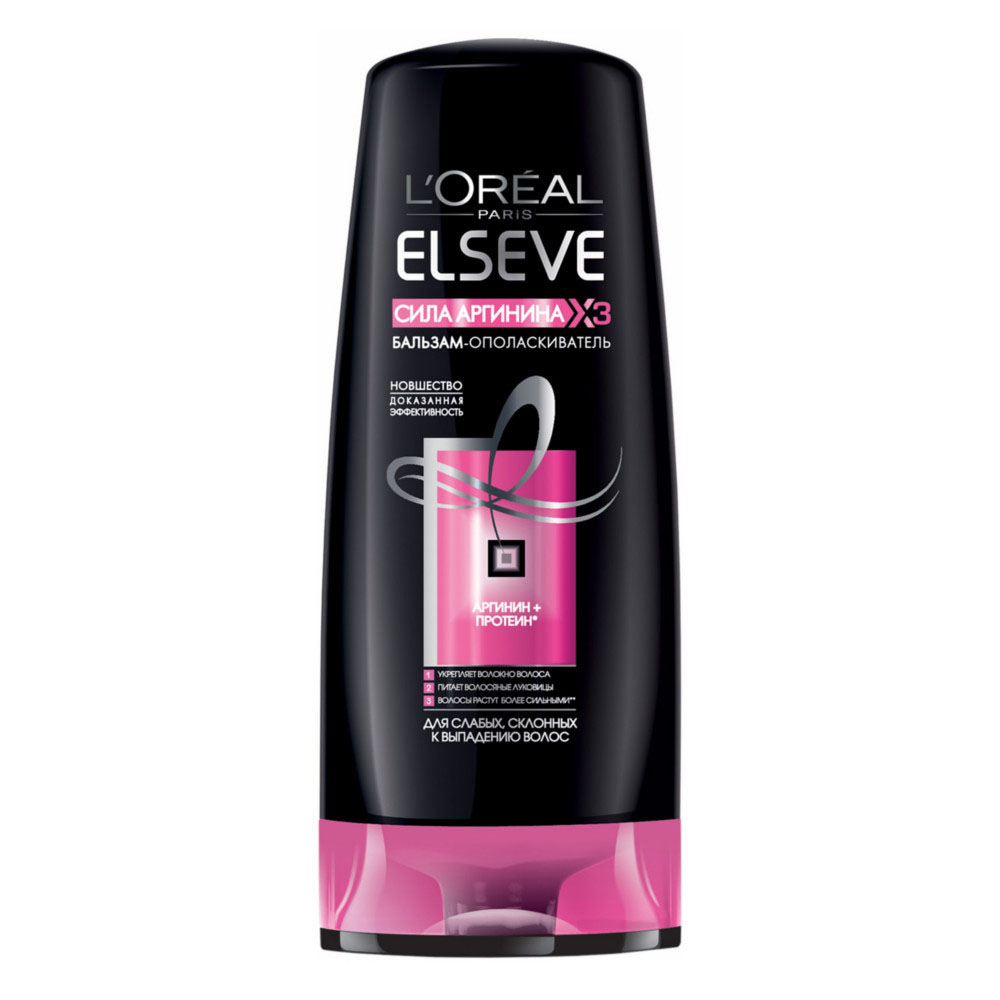 L'ORÉAL
PARIS
ELSEVE
СИЛА АРГИНИНА X3
БАЛЬЗАМ-ОПОЛАСКИВАТЕЛЬ
НОВШЕСТВО
ДОКАЗАННАЯ
ЭФФЕКТИВНОСТЬ
АРГИНИН +
ПРОТЕИН*
1 УКРЕПЛЯЕТ ВОЛОКНО ВОЛОСА
2 ПИТАЕТ ВОЛОСЯНЫЕ ЛУКОВИЦЫ
3 ВОЛОСЫ РАСТУТ БОЛЕЕ СИЛЬНЫМИ**
ДЛЯ СЛАБЫХ, СКЛОННЫХ
К ВЫПАДЕНИЮ ВОЛОС